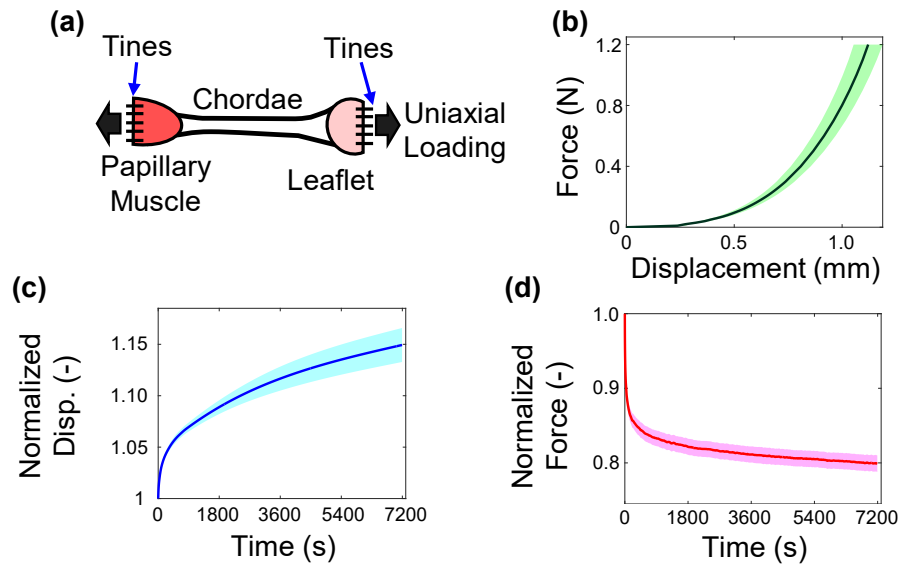 (a)
Tines
Tines
Chordae
Uniaxial
Loading
Papillary
Muscle
Leaflet
(b)
Force (N)
1.2
0.8
0.4
0
0
0.5
1.0
Displacement (mm)
(c)
Normalized
Disp. (-)
1.15
1.10
1.05
1
0
1800
3600
5400
7200
Time (s)
(d)
Normalized
Force (-)
1.0
0.9
0.8
0
1800
3600
5400
7200
Time (s)